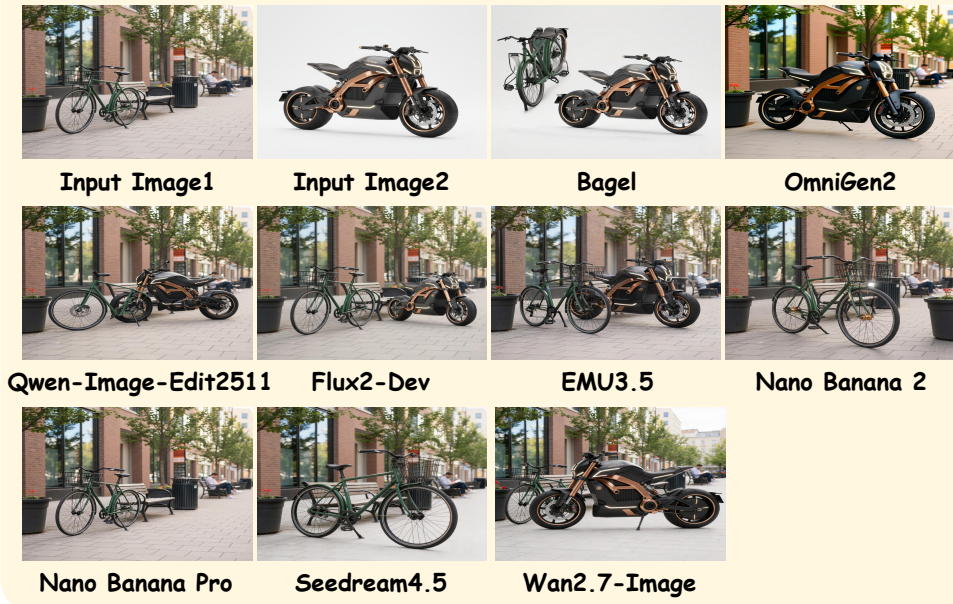 Input Image1
Input Image2
Bagel
OmniGen2
Qwen-Image-Edit2511
Flux2-Dev
EMU3.5
Nano Banana 2
Nano Banana Pro
Seedream4.5
Wan2.7-Image